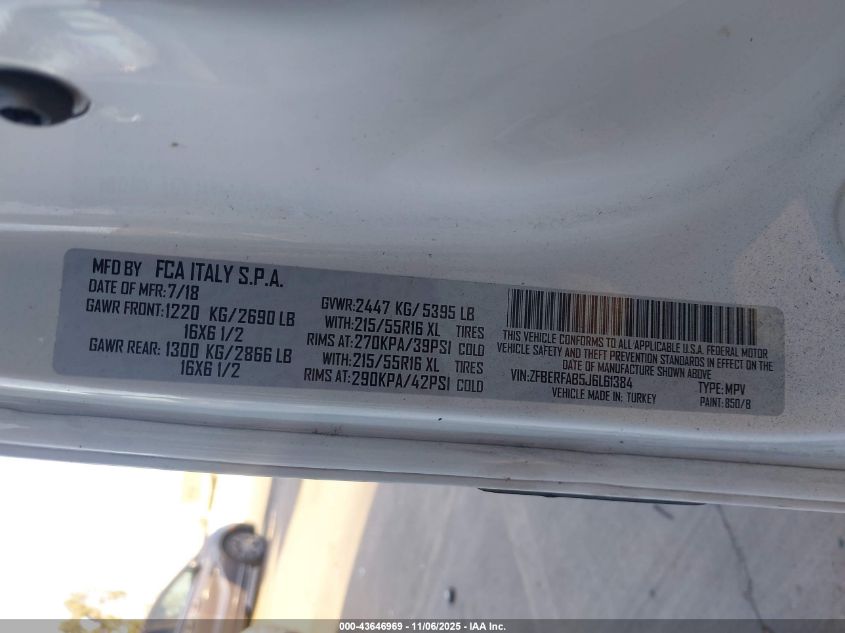 MFD BY FCA ITALY S.P.A.
DATE OF MFR:7/18
GAWR FRONT:1220 KG/2690 LB
16X6 1/2
GAWR REAR: 1300 KG/2866 LB
16X6 1/2
GVWR:2447 KG/5395 LB
WITH:215/55R16 XL TIRES
RIMS AT:270KPA/39PSI COLD
WITH:215/55R16 XL TIRES
RIMS AT:290KPA/42PSI COLD
THIS VEHICLE CONFORMS TO ALL APPLICABLE U.S.A. FEDERAL MOTOR
VEHICLE SAFETY AND THEFT PREVENTION STANDARDS IN EFFECT ON THE
DATE OF MANUFACTURE SHOWN ABOVE
VIN:ZFBERFAB5J6L61384 TYPE: MPV
VEHICLE MADE IN: TURKEY PAINT: 850/8
000-43646969 - 11/06/2025 - IAA Inc.